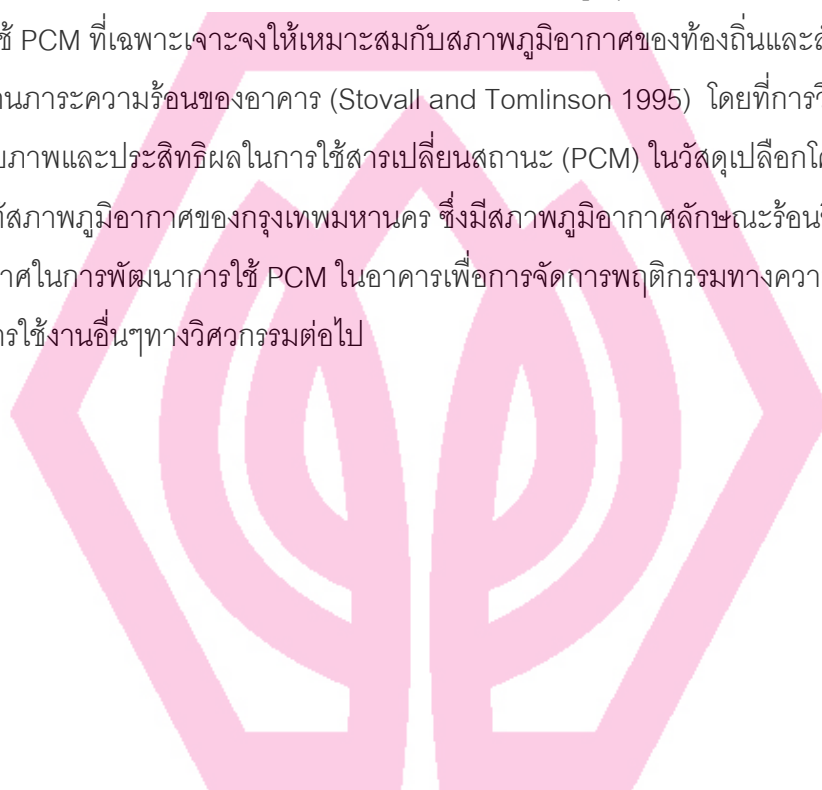 PCM ที่เฉพาะเจาะจงให้เหมาะสมกับสภาพภูมิอากาศของท้องถิ่นและ
ภาระความร้อนของอาคาร (Stovall and Tomlinson 1995) โดยที่การ
ภาพและประสิทธิผลในการใช้สารเปลี่ยนสถานะ (PCM) ในวัสดุเปลือก
สภาพภูมิอากาศของกรุงเทพมหานคร ซึ่งมีสภาพภูมิอากาศลักษณะร้อน
ในการพัฒนาการใช้ PCM ในอาคารเพื่อการจัดการพฤติกรรมทางความ
ใช้งานอื่นๆทางวิศวกรรมต่อไป